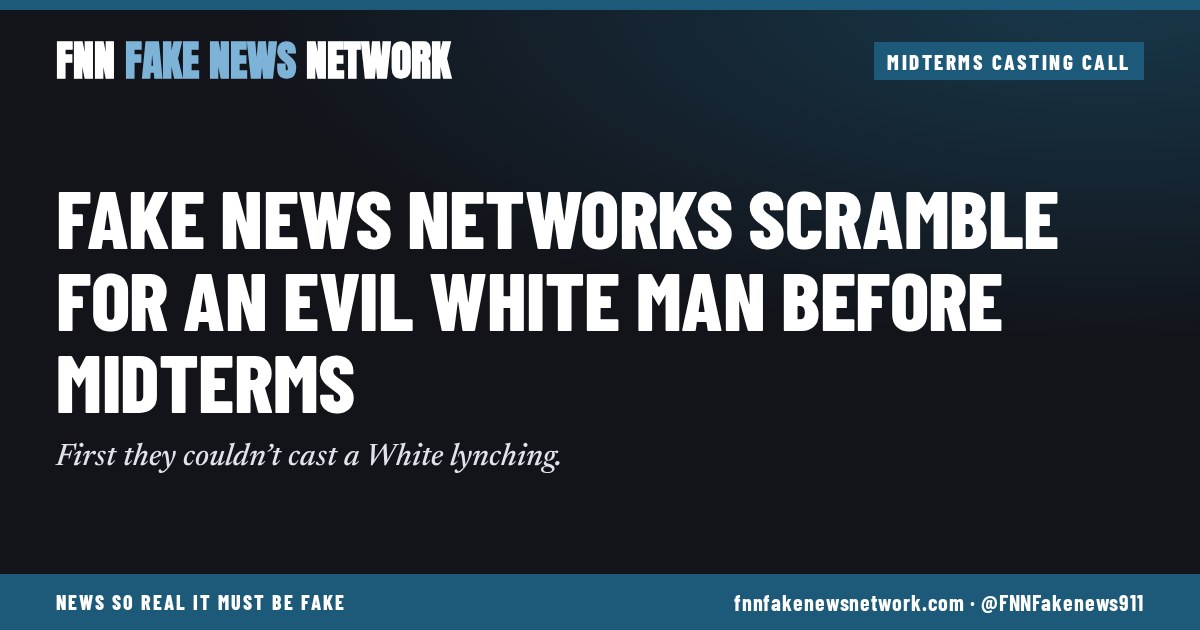 FNN FAKE NEWS NETWORK
MIDTERMS CASTING CALL
FAKE NEWS NETWORKS SCRAMBLE
FOR AN EVIL WHITE MAN BEFORE
MIDTERMS
First they couldn’t cast a White lynching.
NEWS SO REAL IT MUST BE FAKE
fnnfakenewsnetwork.com · @FNNFakenews911